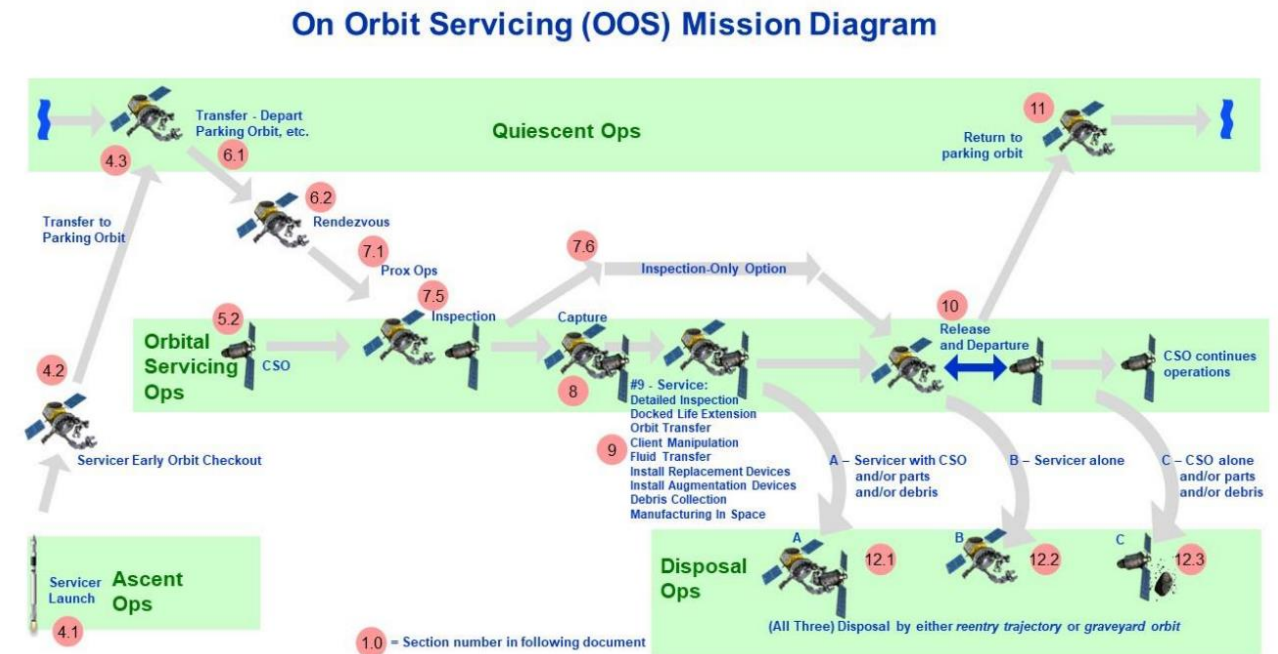 On Orbit Servicing (OOS) Mission Diagram
Transfer - Depart
Parking Orbit, etc.
4.3
6.1
Quiescent Ops
11
Return to
parking orbit
Transfer to
Parking Orbit
6.2
Rendezvous
7.1
Prox Ops
7.5
Inspection
7.6
Inspection-Only Option
5.2
Orbital
Servicing
Ops
CSO
Capture
8
10
Release
and Departure
CSO continues
operations
4.2
Servicer Early Orbit Checkout
9
#9 - Service:
Detailed Inspection
Docked Life Extension
Orbit Transfer
Client Manipulation
Fluid Transfer
Install Replacement Devices
Install Augmentation Devices
Debris Collection
Manufacturing In Space
A – Servicer with CSO
and/or parts
and/or debris
B – Servicer alone
C – CSO alone
and/or parts
and/or debris
Servicer
Launch
4.1
Ascent
Ops
Disposal
Ops
A
12.1
B
12.2
C
12.3
(All Three) Disposal by either reentry trajectory or graveyard orbit
1.0 = Section number in following document